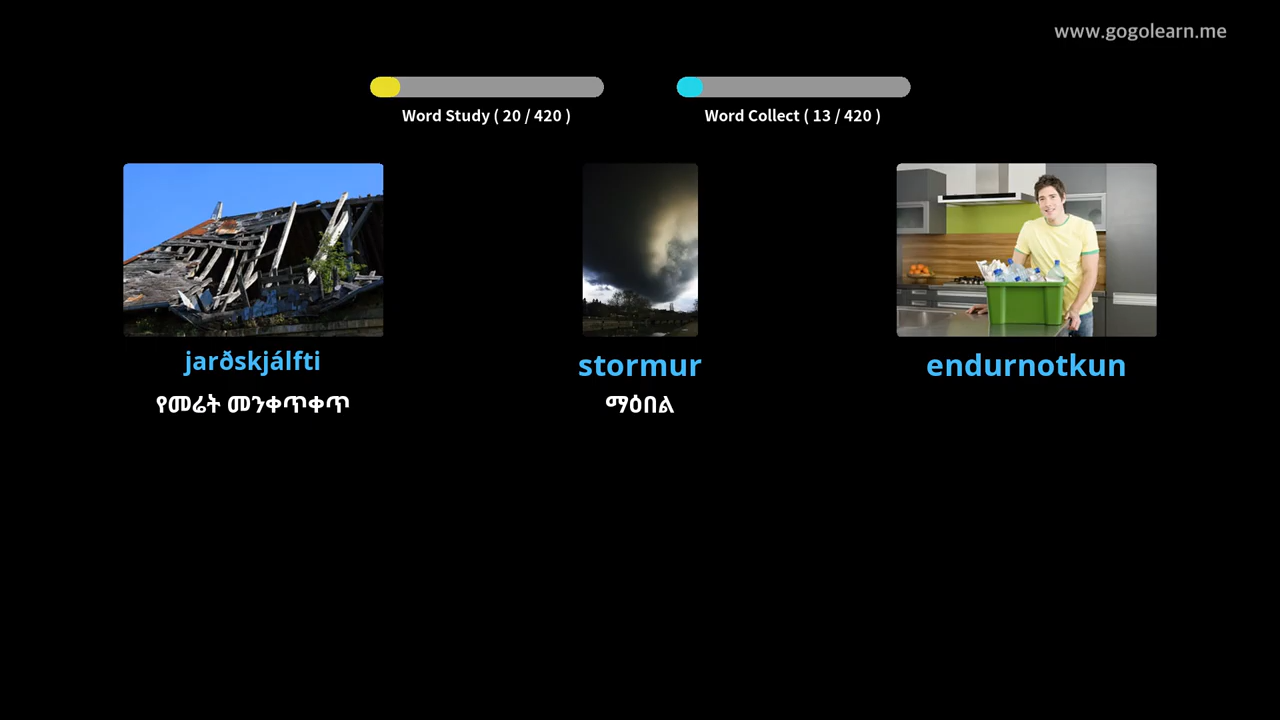 www.gogolearn.me
Word Study ( 20 / 420 )
Word Collect ( 13 / 420 )
jarðskjálfti
stormur
endurnotkun
የመሬት መንቀጥቀጥ
ማዕበል